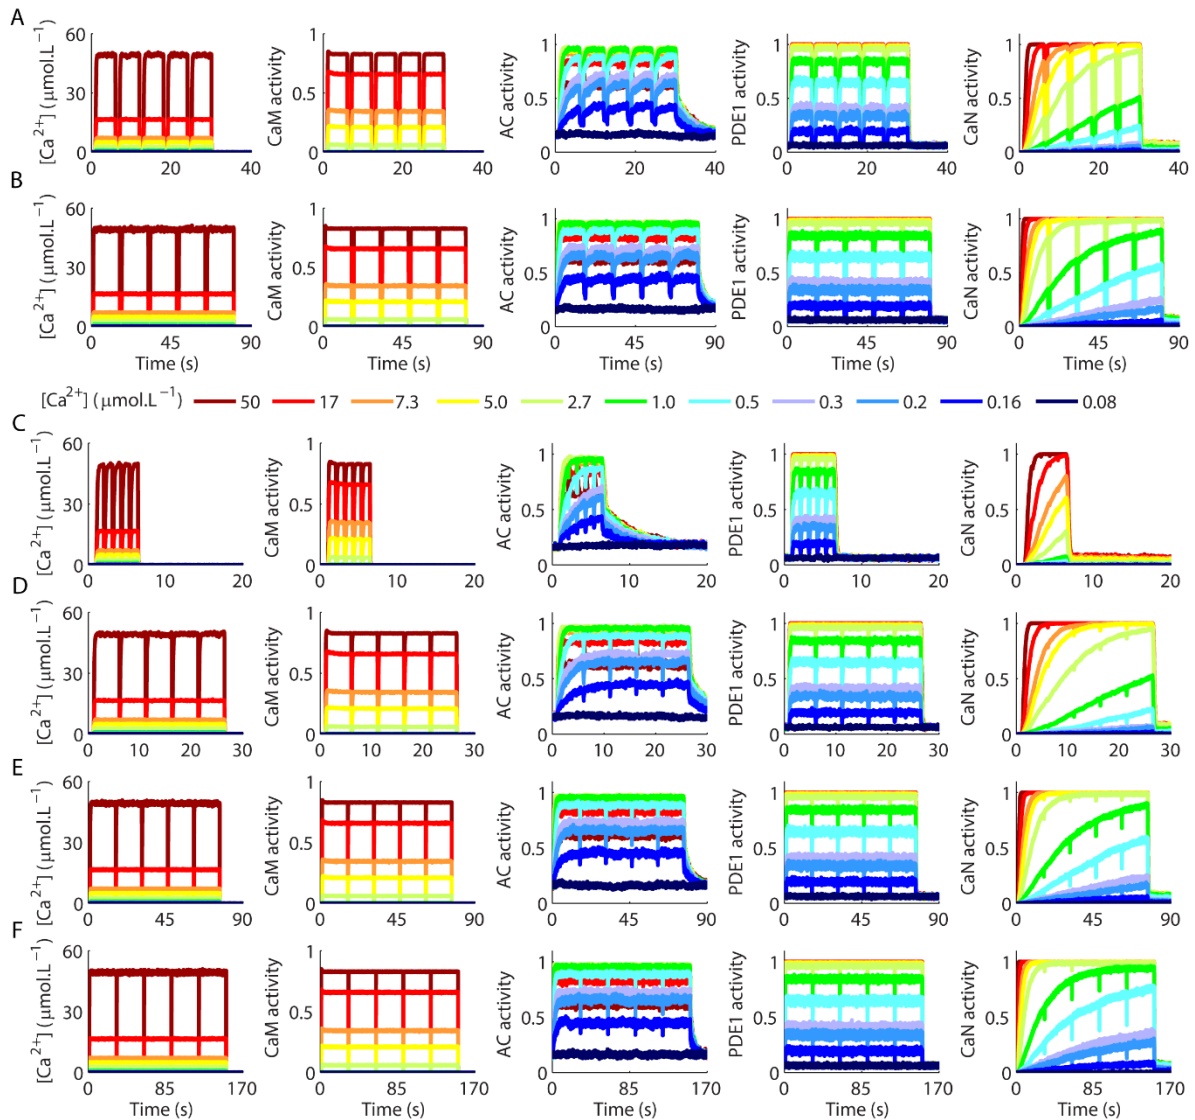 A
[Ca2+] (μmol.L−1)
60
30
0
0 20 40
CaM activity
1
0.5
0
0 20 40
AC activity
1
0.5
0
0 20 40
PDE1 activity
1
0.5
0
0 20 40
CaN activity
1
0.5
0
0 20 40
B
[Ca2+] (μmol.L−1)
60
30
0
0 45 90
Time (s)
CaM activity
1
0.5
0
0 45 90
Time (s)
AC activity
1
0.5
0
0 45 90
Time (s)
PDE1 activity
1
0.5
0
0 45 90
Time (s)
CaN activity
1
0.5
0
0 45 90
Time (s)
[Ca2+] (μmol.L−1) 50 17 7.3 5.0 2.7 1.0 0.5 0.3 0.2 0.16 0.08
C
[Ca2+] (μmol.L−1)
60
30
0
0 10 20
CaM activity
1
0.5
0
0 10 20
AC activity
1
0.5
0
0 10 20
PDE1 activity
1
0.5
0
0 10 20
CaN activity
1
0.5
0
0 10 20
D
[Ca2+] (μmol.L−1)
60
30
0
0 10 20 30
CaM activity
1
0.5
0
0 10 20 30
AC activity
1
0.5
0
0 10 20 30
PDE1 activity
1
0.5
0
0 10 20 30
CaN activity
1
0.5
0
0 10 20 30
E
[Ca2+] (μmol.L−1)
60
30
0
0 45 90
CaM activity
1
0.5
0
0 45 90
AC activity
1
0.5
0
0 45 90
PDE1 activity
1
0.5
0
0 45 90
CaN activity
1
0.5
0
0 45 90
F
[Ca2+] (μmol.L−1)
60
30
0
0 85 170
Time (s)
CaM activity
1
0.5
0
0 85 170
Time (s)
AC activity
1
0.5
0
0 85 170
Time (s)
PDE1 activity
1
0.5
0
0 85 170
Time (s)
CaN activity
1
0.5
0
0 85 170
Time (s)